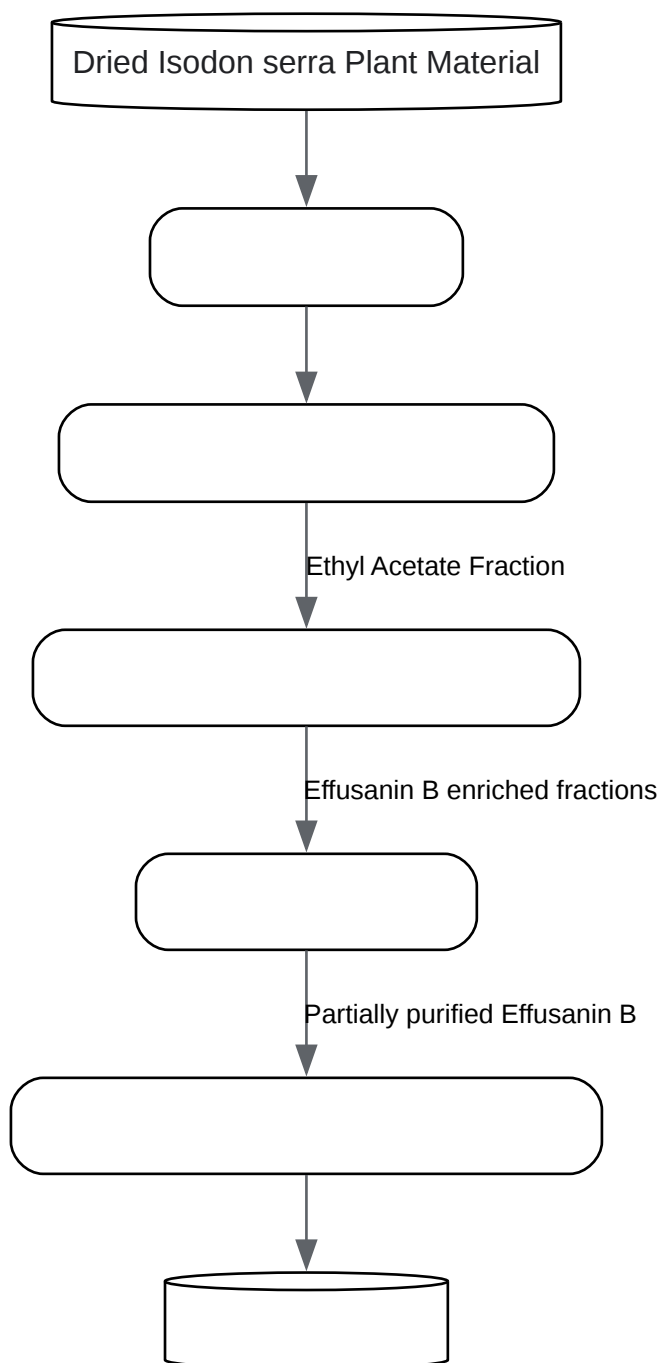 Dried Isodon serra Plant Material
Ethyl Acetate Fraction
Effusanin B enriched fractions
Partially purified Effusanin B